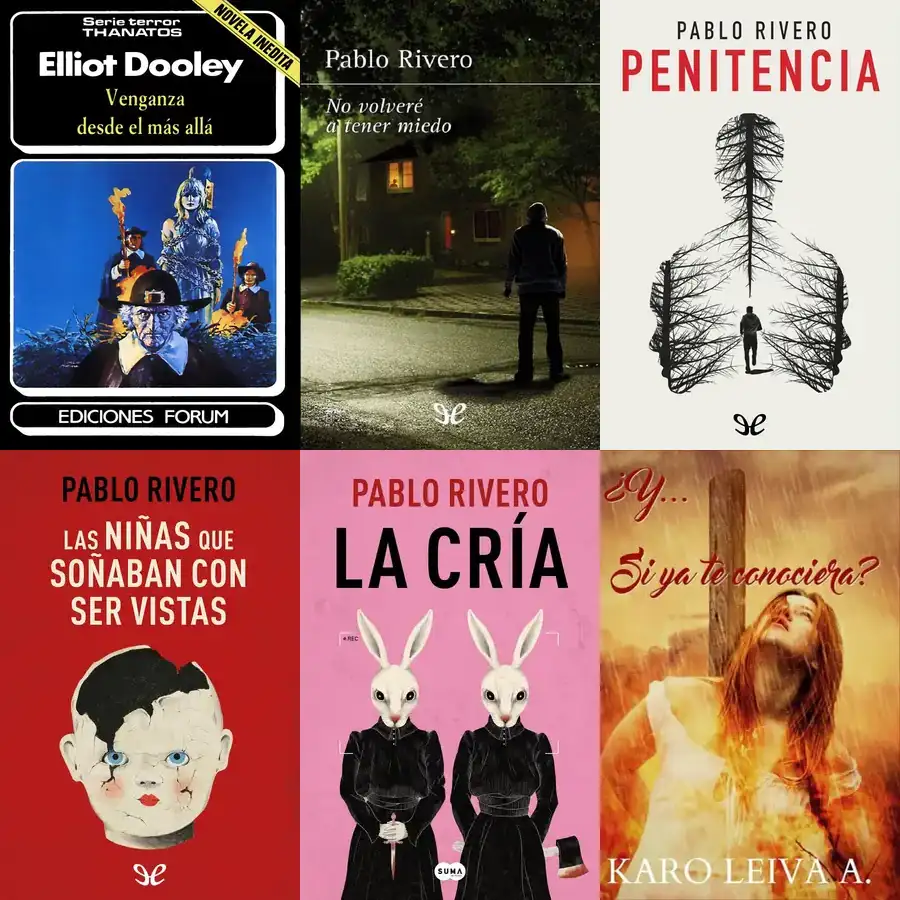 NOVELA INEDITA
Serie terror
THANATOS
Elliot Dooley
Venganza
desde el más allá
EDICIONES FORUM
Pablo Rivero
No volveré
a tener miedo
PABLO RIVERO
PENITENCIA
PABLO RIVERO
LAS NIÑAS QUE
SOÑABAN CON
SER VISTAS
PABLO RIVERO
LA CRÍA
REC
SUMA
¿Y...
Si ya te conociera?
KARO LEIVA A.